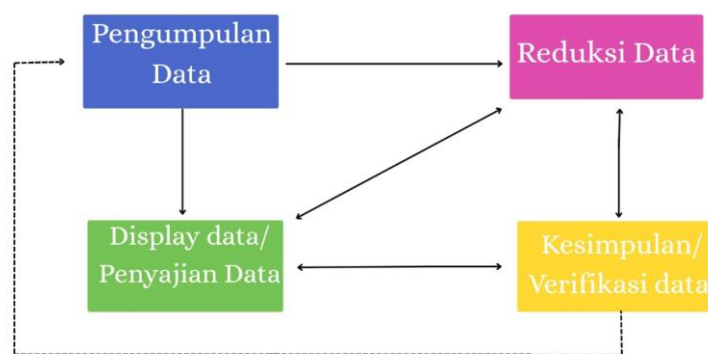 Pengumpulan
Data
Reduksi Data
Display data/
Penyajian Data
Kesimpulan/
Verifikasi data